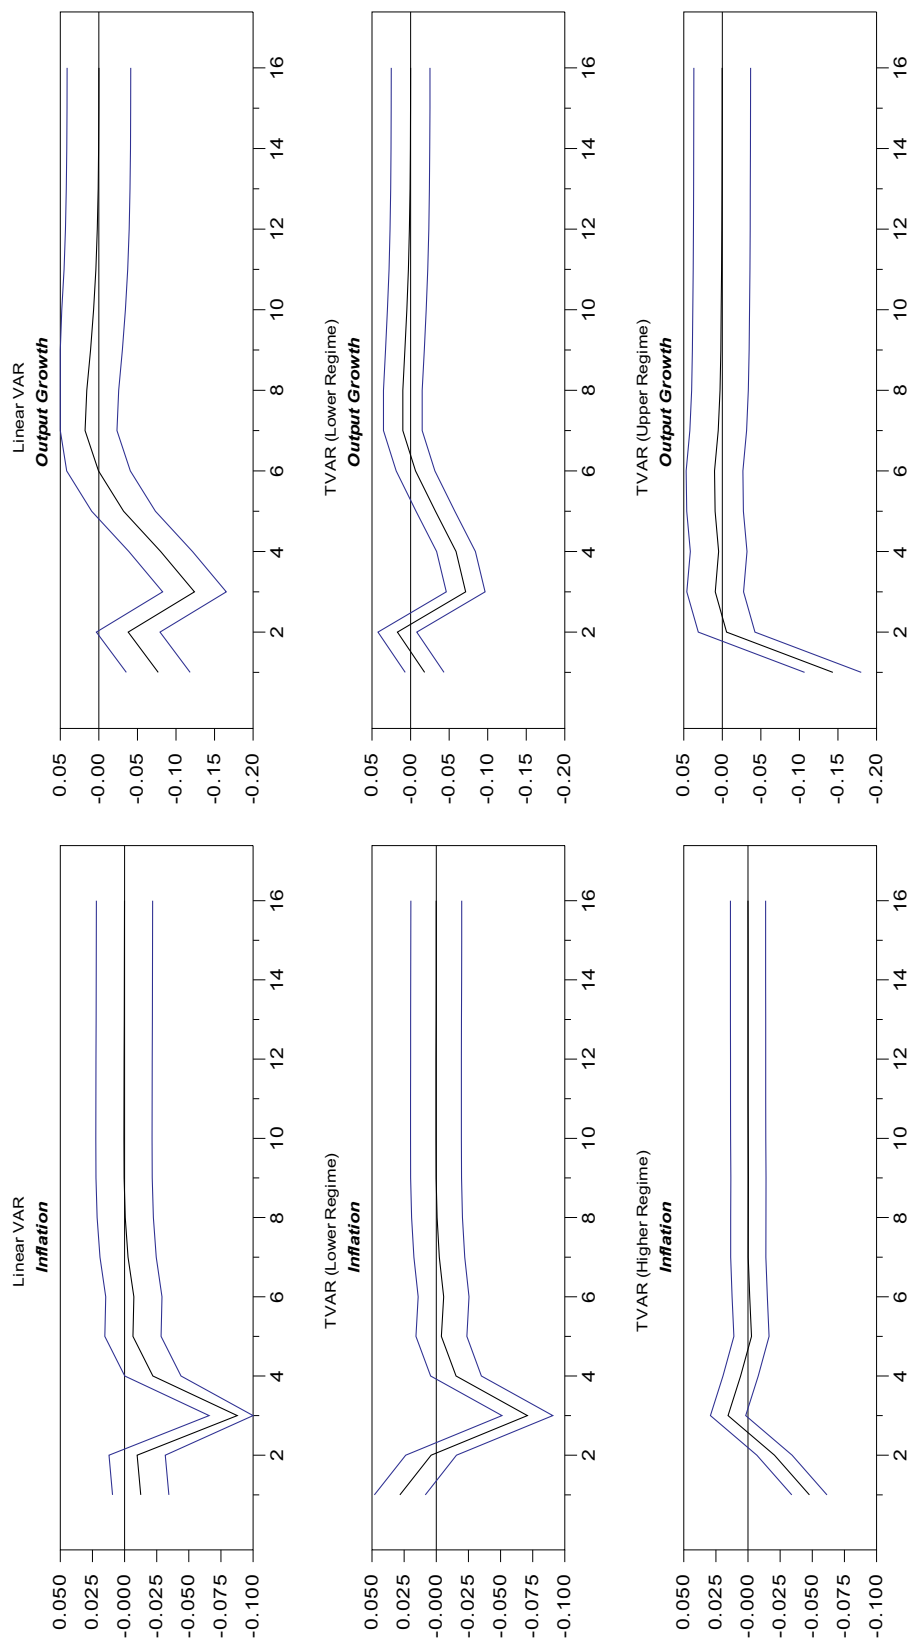 Linear VAR
Inflation
0.050
0.025
-0.000
-0.025
-0.050
-0.075
-0.100
2 4 6 8 10 12 14 16
Linear VAR
Output Growth
0.05
-0.00
-0.05
-0.10
-0.15
-0.20
2 4 6 8 10 12 14 16
TVAR (Lower Regime)
Inflation
0.050
0.025
-0.000
-0.025
-0.050
-0.075
-0.100
2 4 6 8 10 12 14 16
TVAR (Lower Regime)
Output Growth
0.05
-0.00
-0.05
-0.10
-0.15
-0.20
2 4 6 8 10 12 14 16
TVAR (Higher Regime)
Inflation
0.050
0.025
-0.000
-0.025
-0.050
-0.075
-0.100
2 4 6 8 10 12 14 16
TVAR (Upper Regime)
Output Growth
0.05
-0.00
-0.05
-0.10
-0.15
-0.20
2 4 6 8 10 12 14 16